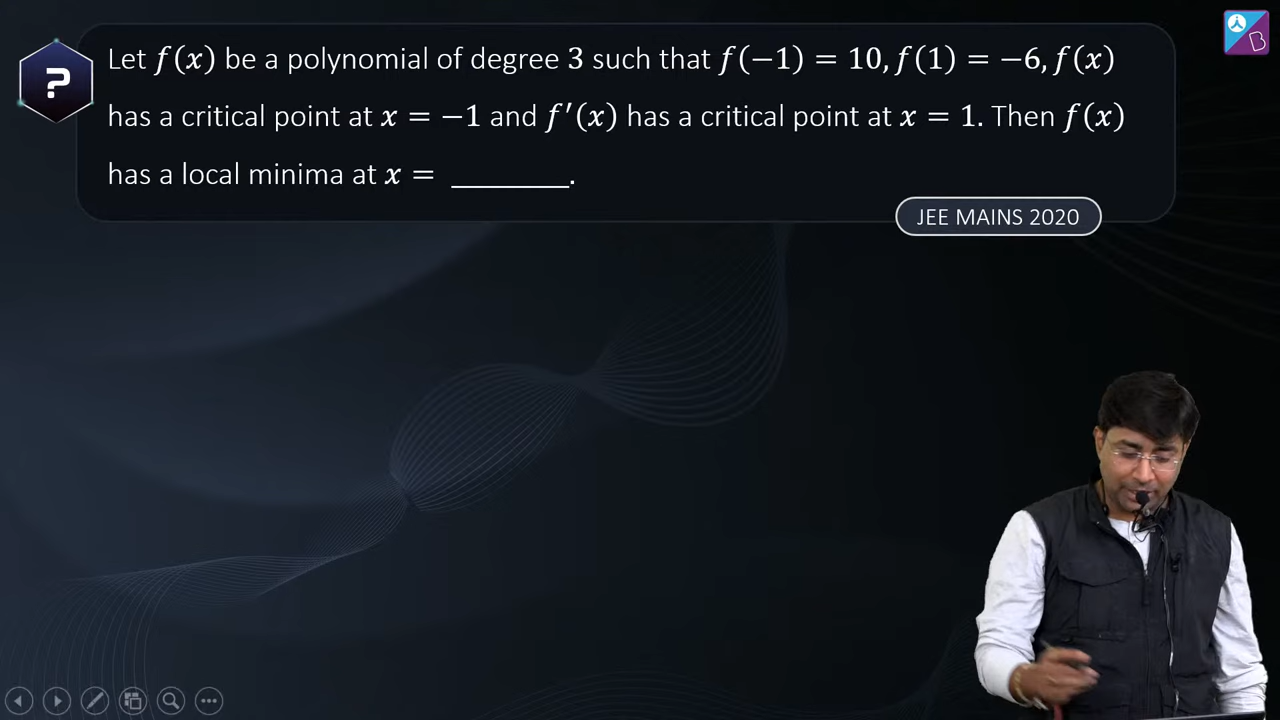 ?
Let f(x) be a polynomial of degree 3 such that f(−1) = 10, f(1) = −6, f(x)
has a critical point at x = −1 and f′(x) has a critical point at x = 1. Then f(x)
has a local minima at x = ________.
JEE MAINS 2020
B